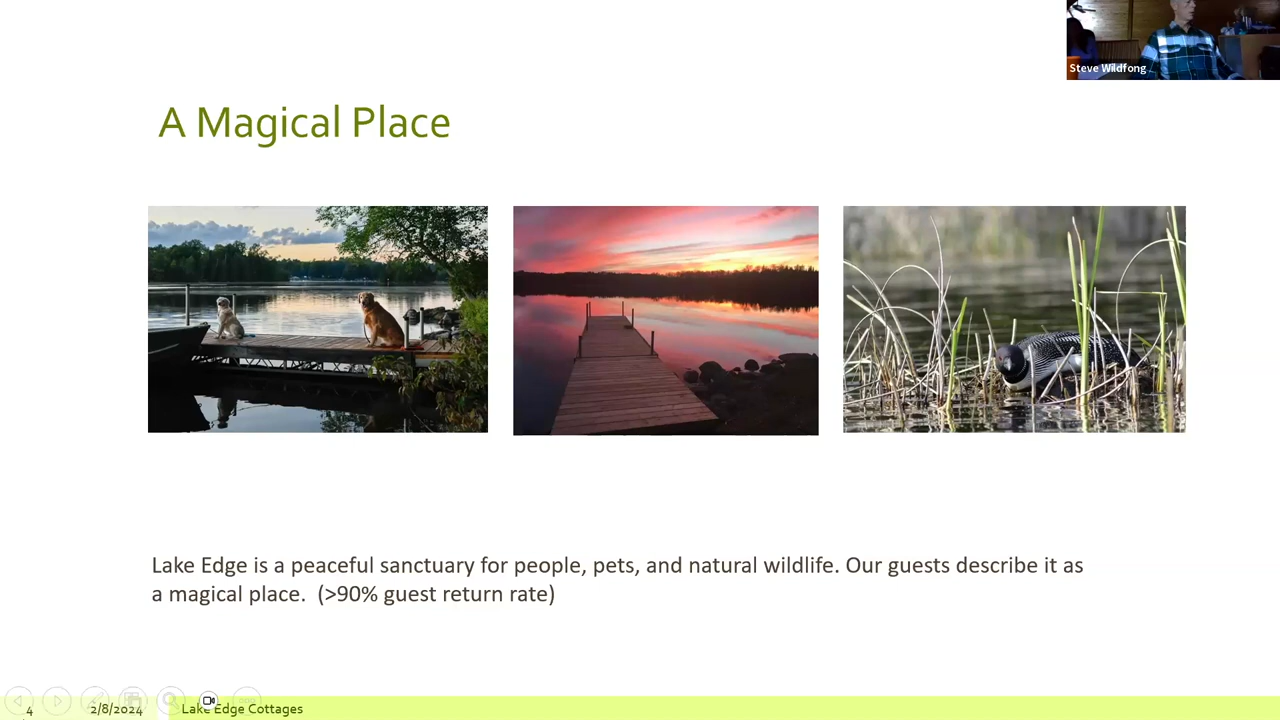 Steve Wildfong
A Magical Place
Lake Edge is a peaceful sanctuary for people, pets, and natural wildlife. Our guests describe it as
a magical place. (>90% guest return rate)
4 2/8/2024 Lake Edge Cottages